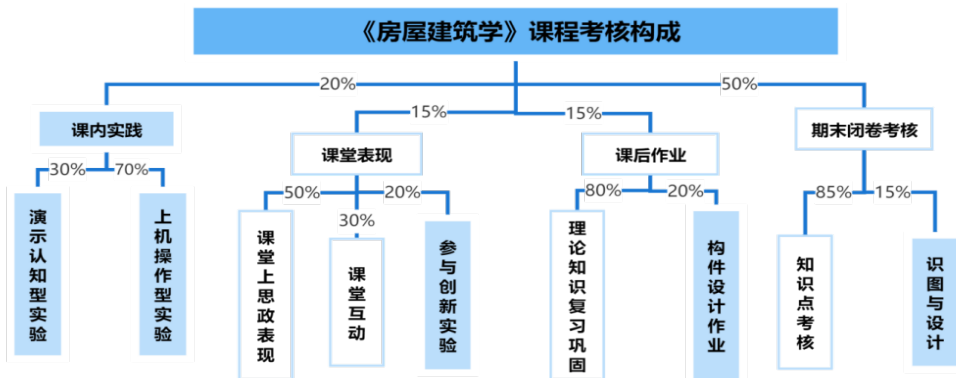 《房屋建筑学》课程考核构成
20%
50%
15%
15%
课内实践
课堂表现
课后作业
期末闭卷考核
30%
70%
50%
30%
20%
80%
20%
85%
15%
演示认知型实验
上机操作型实验
课堂上思政表现
课堂互动
参与创新实验
理论知识复习巩固
构件设计作业
知识点考核
识图与设计